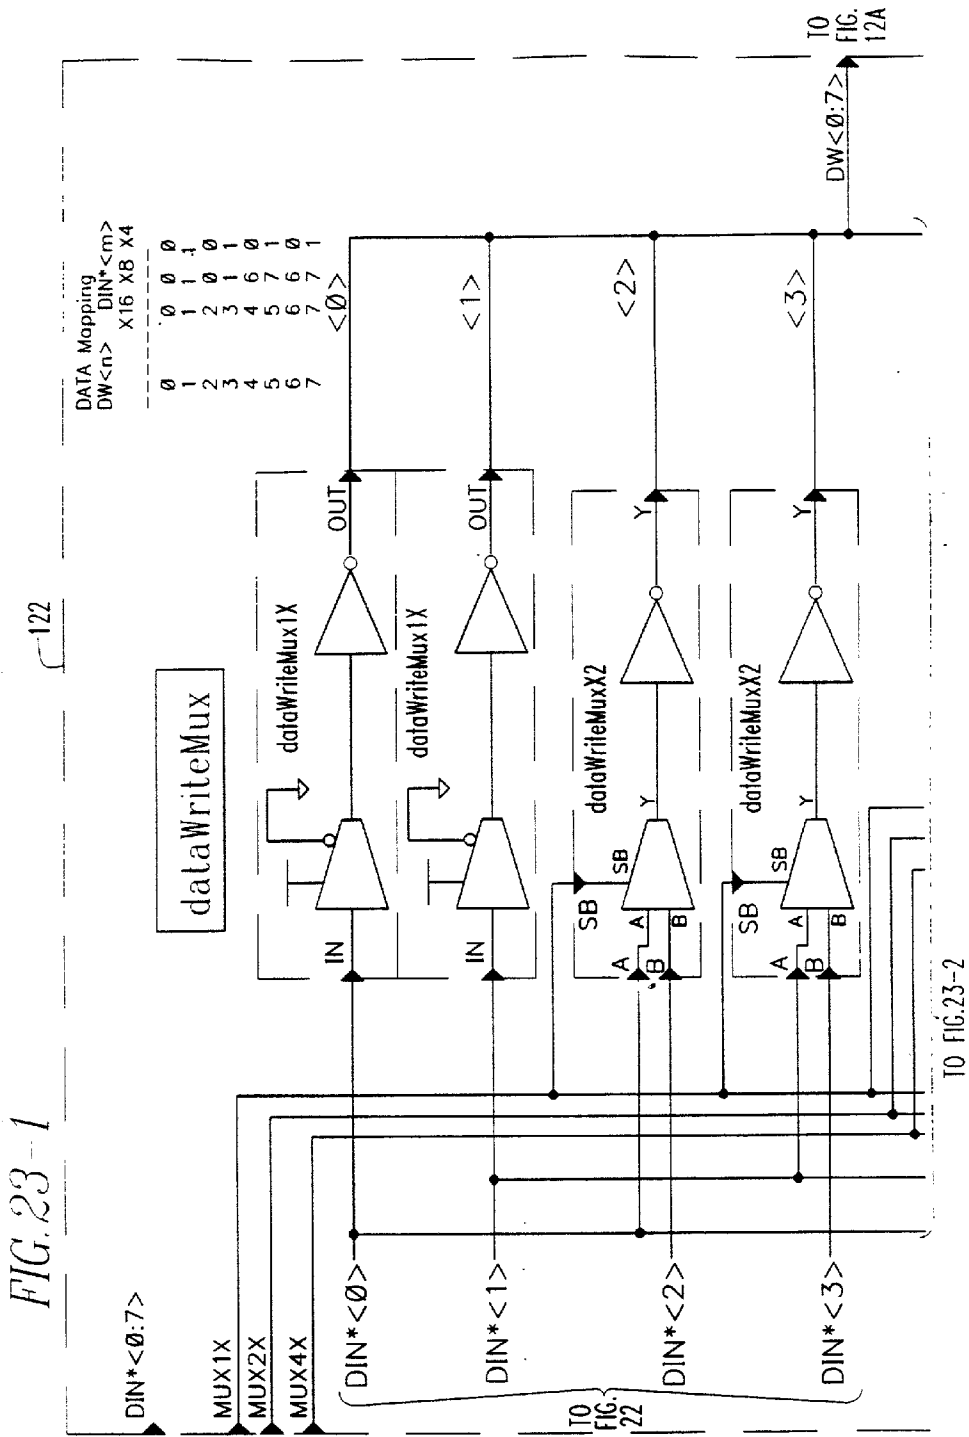 FIG.23-1
122
dataWriteMux
DATA Mapping
DW<n> DIN*<m>
X16 X8 X4
0 0 0 0
1 1 1 1
2 2 0 0
3 3 1 1
4 4 6 0
5 5 7 1
6 6 6 0
7 7 7 1
DIN*<0:7>
MUX1X
MUX2X
MUX4X
DIN*<0>
IN
dataWriteMux1X
OUT
<0>
DIN*<1>
IN
dataWriteMux1X
OUT
<1>
DIN*<2>
A
B
SB
A
B
SB
Y
dataWriteMuxX2
Y
<2>
DIN*<3>
A
B
SB
A
B
SB
Y
dataWriteMuxX2
Y
<3>
DW<0:7>
TO
FIG.
12A
TO
FIG.
22
TO FIG.23-2